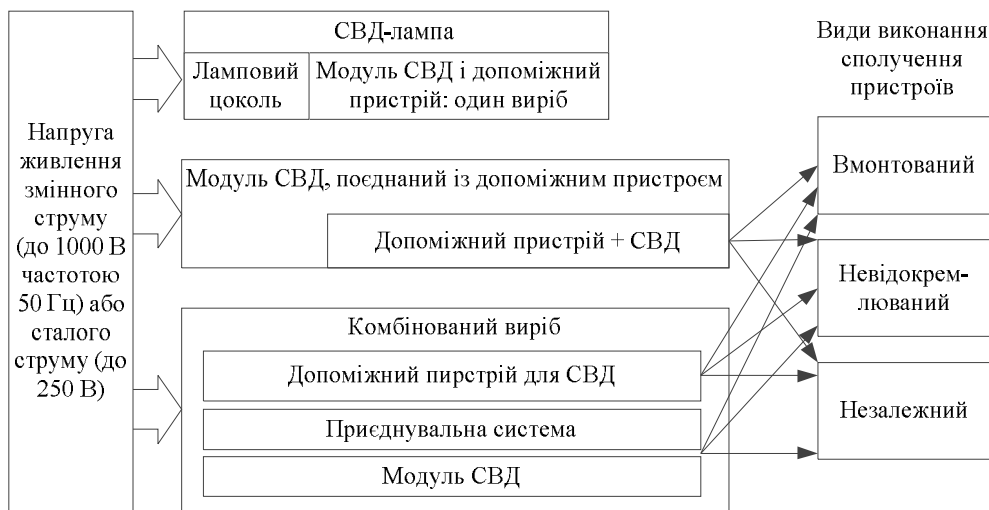 Напруга
живлення
змінного
струму
(до 1000 В
частотою
50 Гц) або
сталого
струму (до
250 В)
СВД-лампа
Ламповий
цоколь
Модуль СВД і допоміжний
пристрій: один виріб
Модуль СВД, поєднаний із допоміжним пристроєм
Допоміжний пристрій + СВД
Комбінований виріб
Допоміжний пирстрій для СВД
Приєднувальна система
Модуль СВД
Види виконання
сполучення
пристроїв
Вмонтований
Невідокрем-
люваний
Незалежний